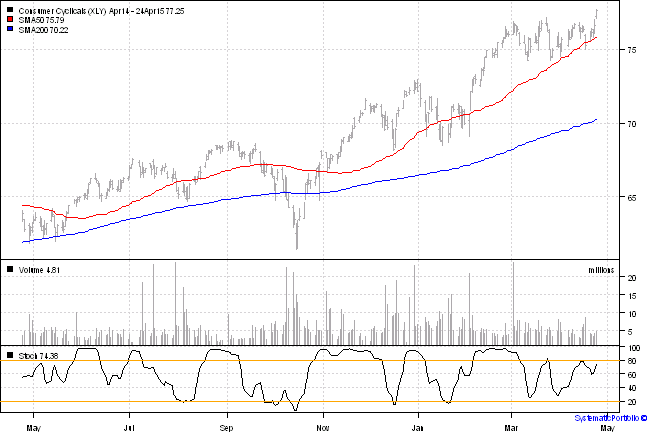 Consumer Cyclicals (XLY) Apr14 - 24Apr15 77.25
SMA50 75.79
SMA200 70.22
75
70
65
Volume 4.81
millions
20
15
10
5
Stoch 74.38
100
80
60
40
20
May
Jul
Sep
Nov
Jan
Mar
May
SystematicPortfolio ©